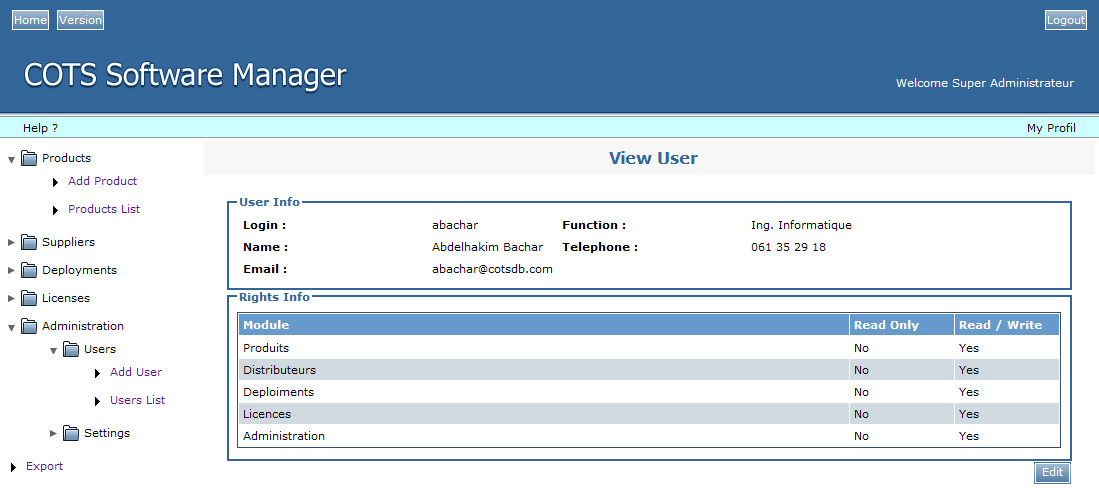 Home Version Logout
COTS Software Manager
Welcome Super Administrateur
Help ? My Profil
Products
Add Product
Products List
Suppliers
Deployments
Licenses
Administration
Users
Add User
Users List
Settings
Export
View User
User Info
Login : abachar Function : Ing. Informatique
Name : Abdelhakim Bachar Telephone : 061 35 29 18
Email : abachar@cotsdb.com
Rights Info
Module Read Only Read / Write
Produits No Yes
Distributeurs No Yes
Deploiments No Yes
Licences No Yes
Administration No Yes
Edit